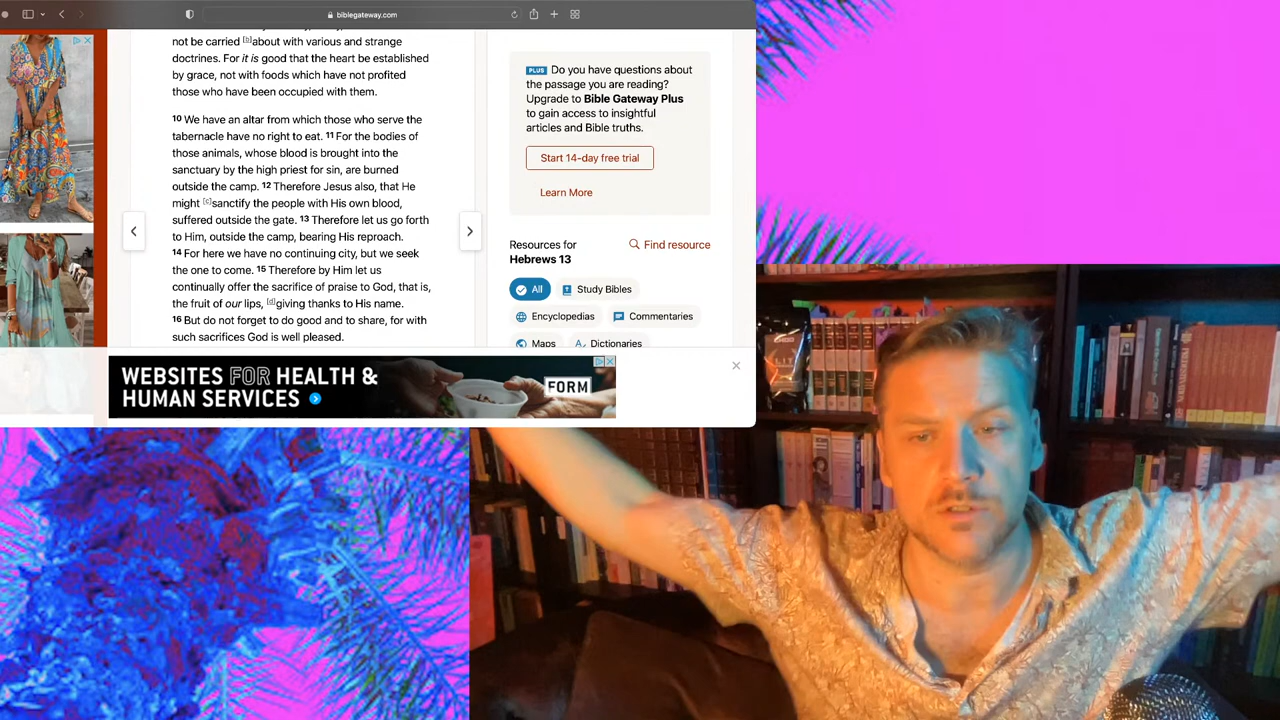 biblegateway.com
not be carried [b]about with various and strange
doctrines. For it is good that the heart be established
by grace, not with foods which have not profited
those who have been occupied with them.
10 We have an altar from which those who serve the
tabernacle have no right to eat. 11 For the bodies of
those animals, whose blood is brought into the
sanctuary by the high priest for sin, are burned
outside the camp. 12 Therefore Jesus also, that He
might [c]sanctify the people with His own blood,
suffered outside the gate. 13 Therefore let us go forth
to Him, outside the camp, bearing His reproach.
14 For here we have no continuing city, but we seek
the one to come. 15 Therefore by Him let us
continually offer the sacrifice of praise to God, that is,
the fruit of our lips, [d]giving thanks to His name.
16 But do not forget to do good and to share, for with
such sacrifices God is well pleased.
PLUS Do you have questions about
the passage you are reading?
Upgrade to Bible Gateway Plus
to gain access to insightful
articles and Bible truths.
Start 14-day free trial
Learn More
Resources for
Hebrews 13
Find resource
All
Study Bibles
Encyclopedias
Commentaries
Maps
Dictionaries
WEBSITES FOR HEALTH &
HUMAN SERVICES
FORM